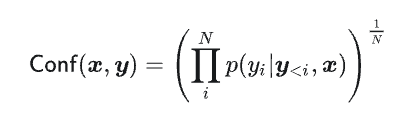 Conf(x, y) = (∏_i^N p(y_i|y_{<i}, x))^{1/N}